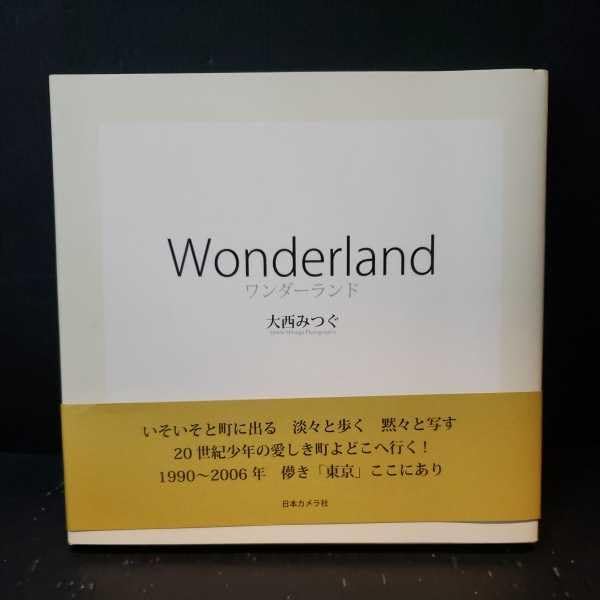 Wonderland
ワンダーランド
大西みつぐ
いそいそと町に出る　淡々と歩く　黙々と写す
20世紀少年の愛しき町よどこへ行く！
1990〜2006年　儚き「東京」ここにあり
日本カメラ社